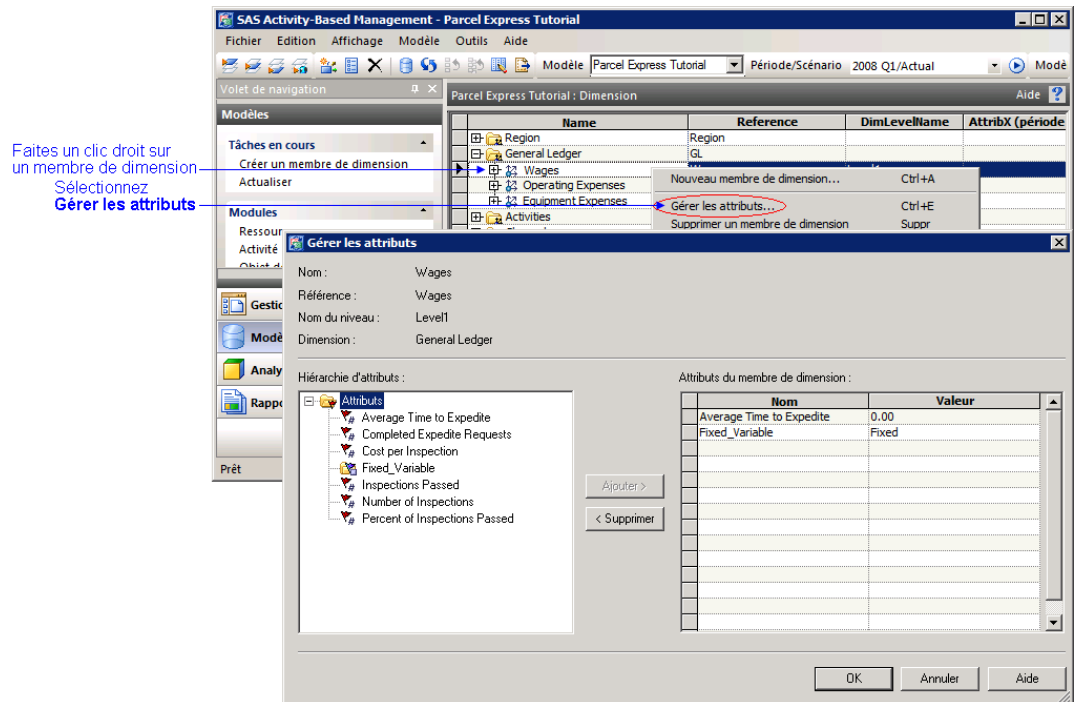 SAS Activity-Based Management - Parcel Express Tutorial
Fichier Edition Affichage Modèle Outils Aide
Modèle Parcel Express Tutorial Période/Scénario 2008 Q1/Actual Modè
Volet de navigation
Parcel Express Tutorial : Dimension Aide ?
Modèles
Name Reference DimLevelName AttribX (période
Tâches en cours
Créer un membre de dimension
Actualiser
Region Region
General Ledger GL
Wages
Operating Expenses
Equipment Expenses
Activities
Faites un clic droit sur
un membre de dimension
Sélectionnez
Gérer les attributs
Nouveau membre de dimension... Ctrl+A
Gérer les attributs... Ctrl+E
Supprimer un membre de dimension Suppr
Modules
Ressour
Activité
Gestio
Modè
Analy
Rappo
Prêt
Gérer les attributs
Nom : Wages
Référence : Wages
Nom du niveau : Level1
Dimension : General Ledger
Hiérarchie d'attributs :
Attributs
Average Time to Expedite
Completed Expedite Requests
Cost per Inspection
Fixed_Variable
Inspections Passed
Number of Inspections
Percent of Inspections Passed
Ajouter >
< Supprimer
Attributs du membre de dimension :
Nom Valeur
Average Time to Expedite 0.00
Fixed_Variable Fixed
OK Annuler Aide